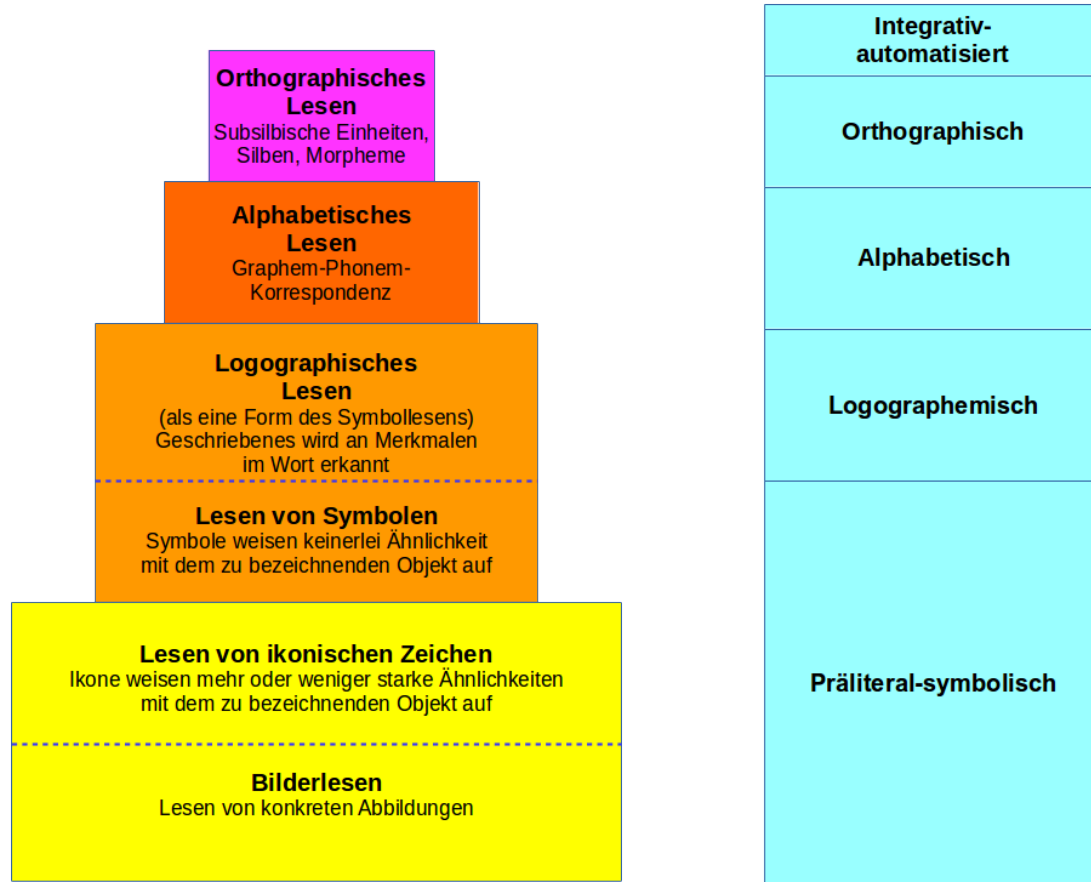 Orthographisches
Lesen
Subsilbische Einheiten,
Silben, Morpheme
Alphabetisches
Lesen
Graphem-Phonem-
Korrespondenz
Logographisches
Lesen
(als eine Form des Symbollesens)
Geschriebenes wird an Merkmalen
im Wort erkannt
Lesen von Symbolen
Symbole weisen keinerlei Ähnlichkeit
mit dem zu bezeichnenden Objekt auf
Lesen von ikonischen Zeichen
Ikone weisen mehr oder weniger starke Ähnlichkeiten
mit dem zu bezeichnenden Objekt auf
Bilderlesen
Lesen von konkreten Abbildungen
Integrativ-
automatisiert
Orthographisch
Alphabetisch
Logographemisch
Präliteral-symbolisch